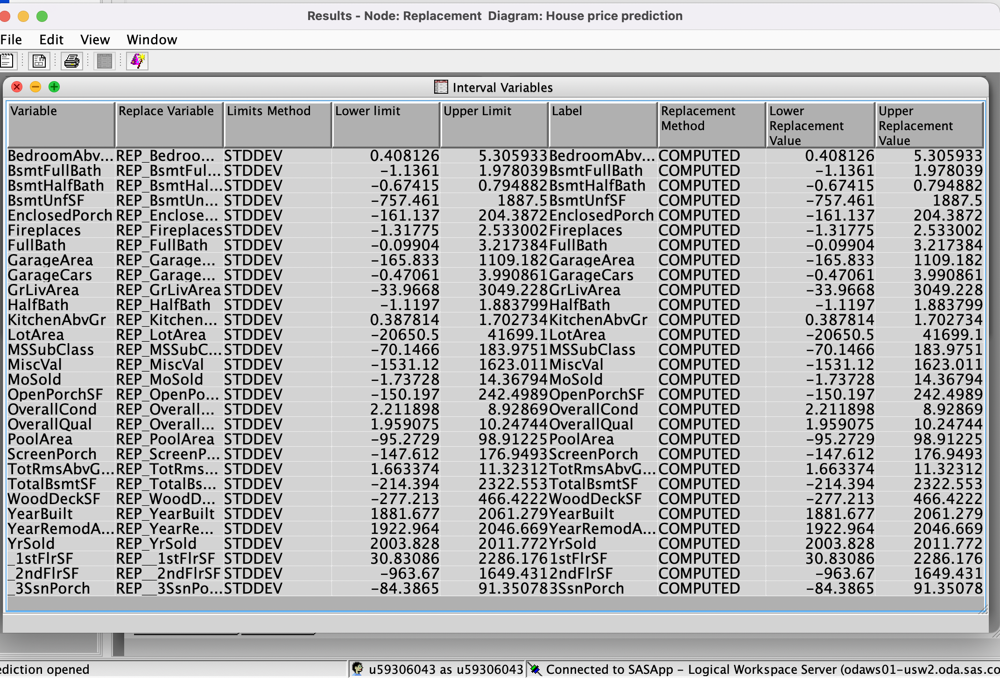 Results - Node: Replacement Diagram: House price prediction
File Edit View Window
Interval Variables
Variable Replace Variable Limits Method Lower limit Upper Limit Label Replacement Method Lower Replacement Value Upper Replacement Value
BedroomAbv... REP_Bedroo... STDDEV 0.408126 5.305933 BedroomAbv... COMPUTED 0.408126 5.305933
BsmtFullBath REP_BsmtFul... STDDEV -1.1361 1.978039 BsmtFullBath COMPUTED -1.1361 1.978039
BsmtHalfBath REP_BsmtHal... STDDEV -0.67415 0.794882 BsmtHalfBath COMPUTED -0.67415 0.794882
BsmtUnfSF REP_BsmtUn... STDDEV -757.461 1887.5 BsmtUnfSF COMPUTED -757.461 1887.5
EnclosedPorch REP_Enclose... STDDEV -161.137 204.3872 EnclosedPorch COMPUTED -161.137 204.3872
Fireplaces REP_Fireplaces STDDEV -1.31775 2.533002 Fireplaces COMPUTED -1.31775 2.533002
FullBath REP_FullBath STDDEV -0.09904 3.217384 FullBath COMPUTED -0.09904 3.217384
GarageArea REP_Garage... STDDEV -165.833 1109.182 GarageArea COMPUTED -165.833 1109.182
GarageCars REP_Garage... STDDEV -0.47061 3.990861 GarageCars COMPUTED -0.47061 3.990861
GrLivArea REP_GrLivArea STDDEV -33.9668 3049.228 GrLivArea COMPUTED -33.9668 3049.228
HalfBath REP_HalfBath STDDEV -1.1197 1.883799 HalfBath COMPUTED -1.1197 1.883799
KitchenAbvGr REP_Kitchen... STDDEV 0.387814 1.702734 KitchenAbvGr COMPUTED 0.387814 1.702734
LotArea REP_LotArea STDDEV -20650.5 41699.1 LotArea COMPUTED -20650.5 41699.1
MSSubClass REP_MSSubC... STDDEV -70.1466 183.9751 MSSubClass COMPUTED -70.1466 183.9751
MiscVal REP_MiscVal STDDEV -1531.12 1623.011 MiscVal COMPUTED -1531.12 1623.011
MoSold REP_MoSold STDDEV -1.73728 14.36794 MoSold COMPUTED -1.73728 14.36794
OpenPorchSF REP_OpenPo... STDDEV -150.197 242.4989 OpenPorchSF COMPUTED -150.197 242.4989
OverallCond REP_Overall... STDDEV 2.211898 8.92869 OverallCond COMPUTED 2.211898 8.92869
OverallQual REP_Overall... STDDEV 1.959075 10.24744 OverallQual COMPUTED 1.959075 10.24744
PoolArea REP_PoolArea STDDEV -95.2729 98.91225 PoolArea COMPUTED -95.2729 98.91225
ScreenPorch REP_ScreenP... STDDEV -147.612 176.9493 ScreenPorch COMPUTED -147.612 176.9493
TotRmsAbvG... REP_TotRms... STDDEV 1.663374 11.32312 TotRmsAbvG... COMPUTED 1.663374 11.32312
TotalBsmtSF REP_TotalBs... STDDEV -214.394 2322.553 TotalBsmtSF COMPUTED -214.394 2322.553
WoodDeckSF REP_WoodD... STDDEV -277.213 466.4222 WoodDeckSF COMPUTED -277.213 466.4222
YearBuilt REP_YearBuilt STDDEV 1881.677 2061.279 YearBuilt COMPUTED 1881.677 2061.279
YearRemodA... REP_YearRe... STDDEV 1922.964 2046.669 YearRemodA... COMPUTED 1922.964 2046.669
YrSold REP_YrSold STDDEV 2003.828 2011.772 YrSold COMPUTED 2003.828 2011.772
_1stFlrSF REP__1stFlrSF STDDEV 30.83086 2286.176 1stFlrSF COMPUTED 30.83086 2286.176
_2ndFlrSF REP__2ndFlrSF STDDEV -963.67 1649.431 2ndFlrSF COMPUTED -963.67 1649.431
_3SsnPorch REP__3SsnPo... STDDEV -84.3865 91.35078 3SsnPorch COMPUTED -84.3865 91.35078
ediction opened u59306043 as u59306043 Connected to SASApp - Logical Workspace Server (odaws01-usw2.oda.sas.co